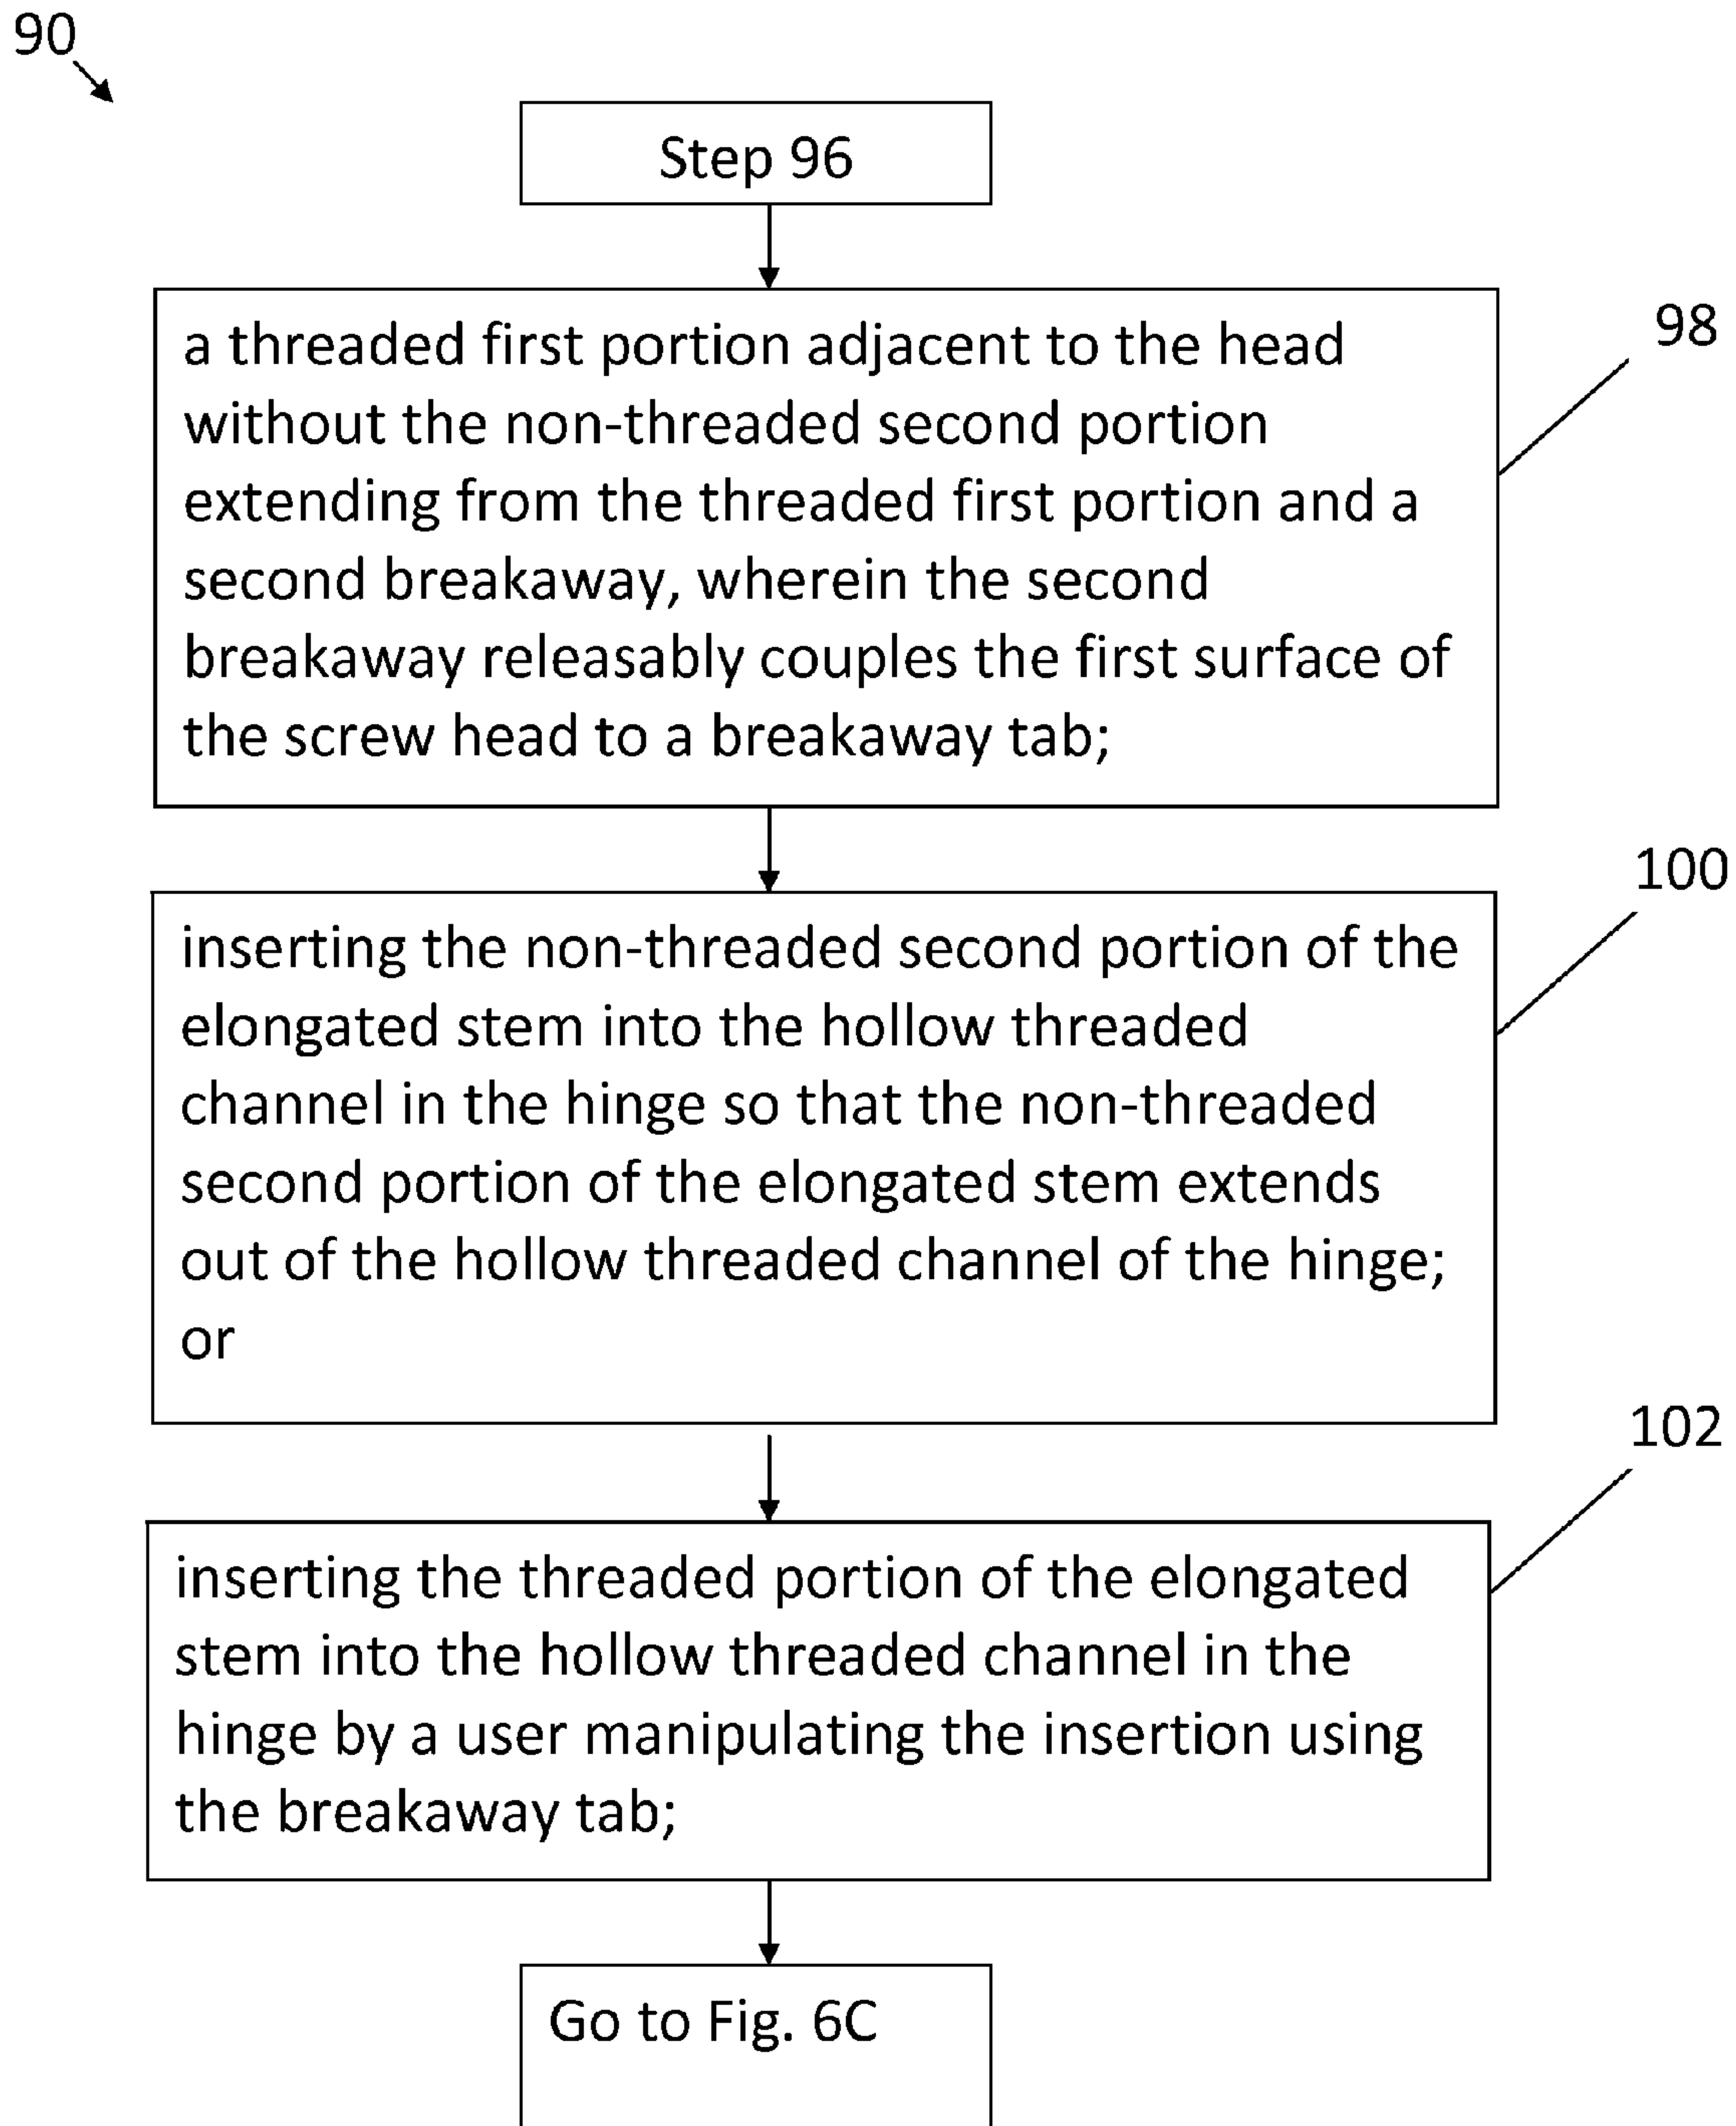 90
Step 96
98
a threaded first portion adjacent to the head
without the non-threaded second portion
extending from the threaded first portion and a
second breakaway, wherein the second
breakaway releasably couples the first surface of
the screw head to a breakaway tab;
100
inserting the non-threaded second portion of the
elongated stem into the hollow threaded
channel in the hinge so that the non-threaded
second portion of the elongated stem extends
out of the hollow threaded channel of the hinge;
or
102
inserting the threaded portion of the elongated
stem into the hollow threaded channel in the
hinge by a user manipulating the insertion using
the breakaway tab;
Go to Fig. 6C